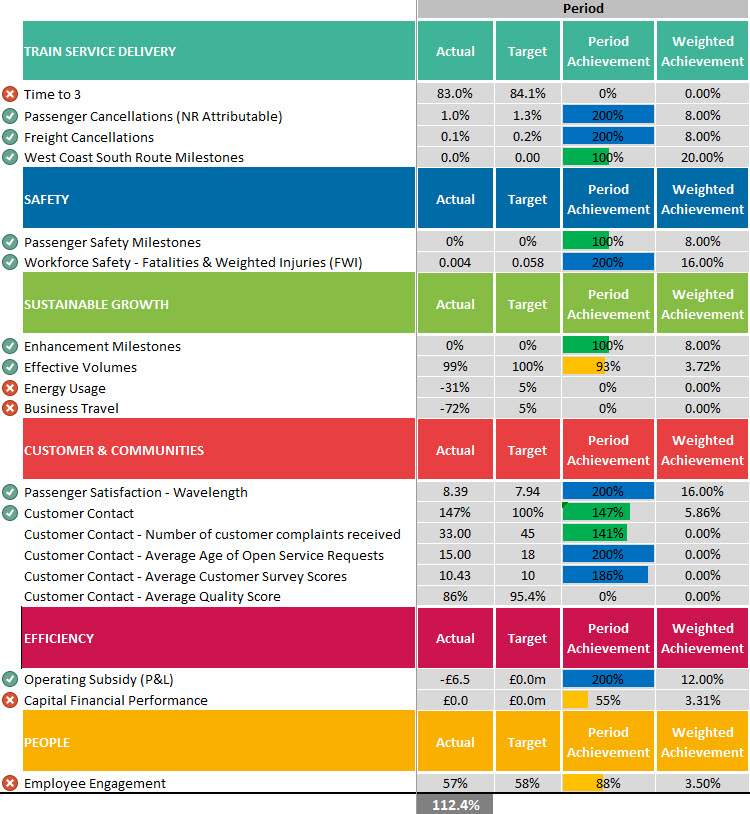 Period
TRAIN SERVICE DELIVERY Actual Target Period Achievement Weighted Achievement
Time to 3 83.0% 84.1% 0% 0.00%
Passenger Cancellations (NR Attributable) 1.0% 1.3% 200% 8.00%
Freight Cancellations 0.1% 0.2% 200% 8.00%
West Coast South Route Milestones 0.0% 0.00 100% 20.00%
SAFETY Actual Target Period Achievement Weighted Achievement
Passenger Safety Milestones 0% 0% 100% 8.00%
Workforce Safety - Fatalities & Weighted Injuries (FWI) 0.004 0.058 200% 16.00%
SUSTAINABLE GROWTH Actual Target Period Achievement Weighted Achievement
Enhancement Milestones 0% 0% 100% 8.00%
Effective Volumes 99% 100% 93% 3.72%
Energy Usage -31% 5% 0% 0.00%
Business Travel -72% 5% 0% 0.00%
CUSTOMER & COMMUNITIES Actual Target Period Achievement Weighted Achievement
Passenger Satisfaction - Wavelength 8.39 7.94 200% 16.00%
Customer Contact 147% 100% 147% 5.86%
Customer Contact - Number of customer complaints received 33.00 45 141% 0.00%
Customer Contact - Average Age of Open Service Requests 15.00 18 200% 0.00%
Customer Contact - Average Customer Survey Scores 10.43 10 186% 0.00%
Customer Contact - Average Quality Score 86% 95.4% 0% 0.00%
EFFICIENCY Actual Target Period Achievement Weighted Achievement
Operating Subsidy (P&L) -£6.5 £0.0m 200% 12.00%
Capital Financial Performance £0.0 £0.0m 55% 3.31%
PEOPLE Actual Target Period Achievement Weighted Achievement
Employee Engagement 57% 58% 88% 3.50%
112.4%